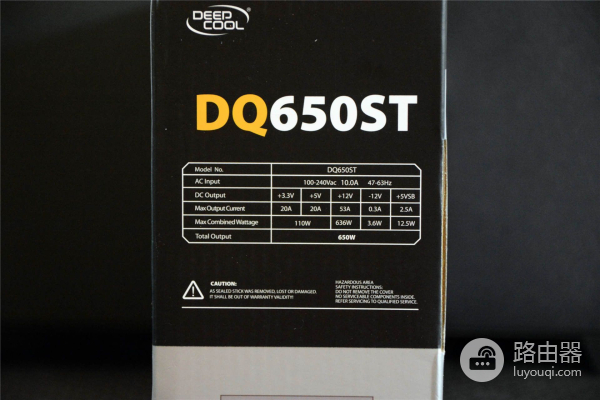 DEEP
COOL
DQ650ST
Model No. DQ650ST
AC Input 100-240Vac 10.0A 47-63Hz
DC Output +3.3V +5V +12V -12V +5VSB
Max Output Current 20A 20A 53A 0.3A 2.5A
Max Combined Wattage 110W 636W 3.6W 12.5W
Total Output 650W
CAUTION:
AS SEALED STICK WAS REMOVED, LOST OR DAMAGED.
IT SHALL BE OUT OF WARRANTY VALIDITY!
HAZARDOUS AREA
SAFETY INSTRUCTIONS:
DO NOT REMOVE THE COVER
NO SERVICEABLE COMPONENTS INSIDE.
REFER SERVICING TO QUALIFIED SERVICE.
路由器
luyouqi.com